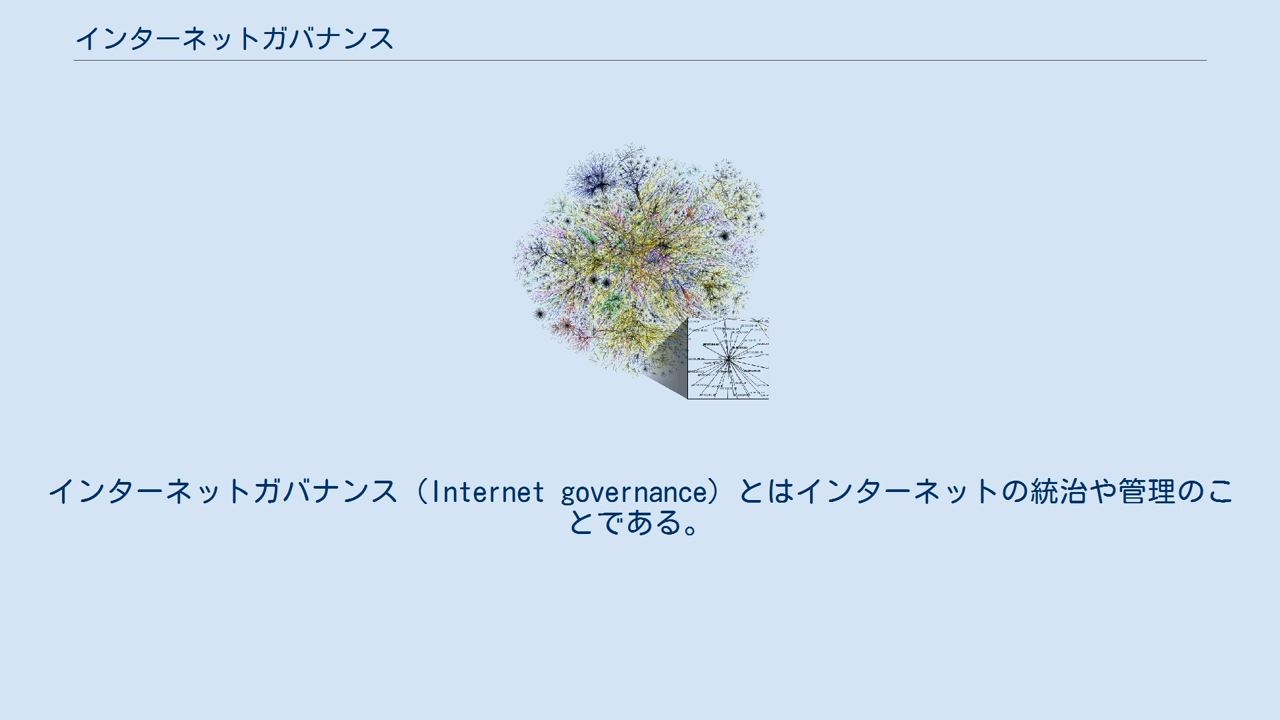 インターネットガバナンス
インターネットガバナンス（Internet governance）とはインターネットの統治や管理のこ
とである。